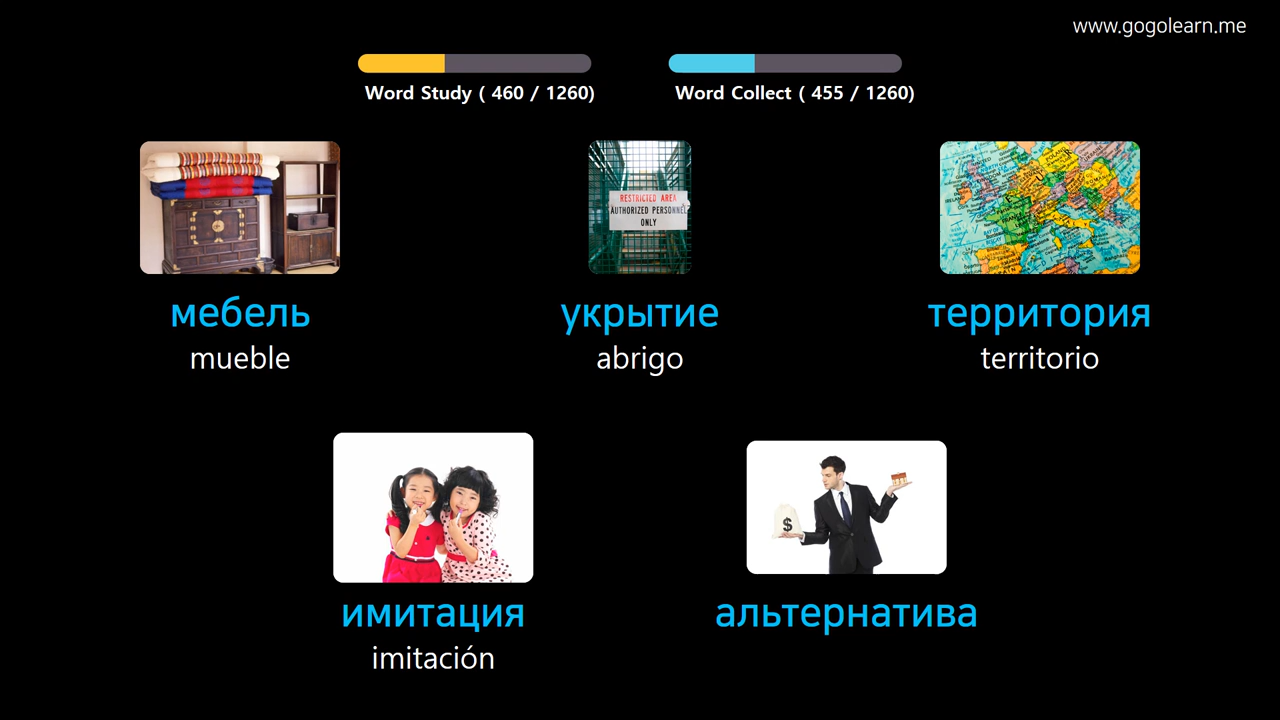 www.gogolearn.me
Word Study ( 460 / 1260)
Word Collect ( 455 / 1260)
RESTRICTED AREA
AUTHORIZED PERSONNEL
ONLY
мебель
mueble
укрытие
abrigo
территория
territorio
$
имитация
imitación
альтернатива